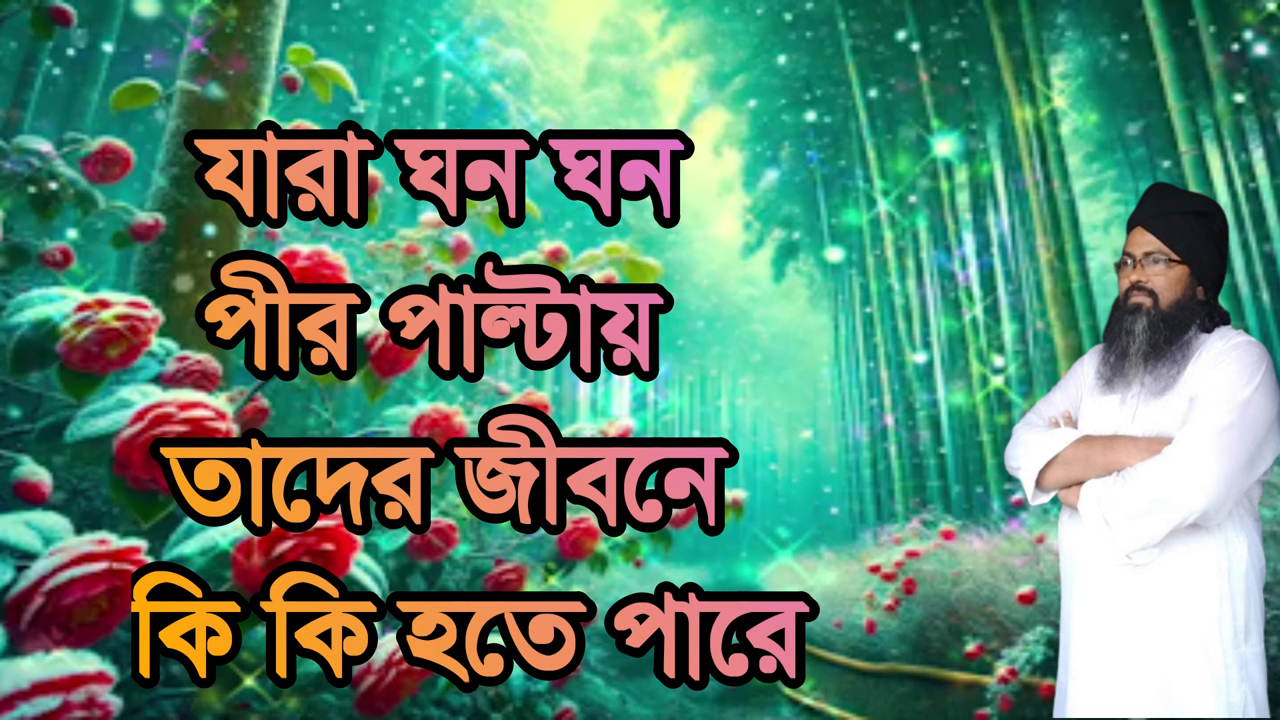 যারা ঘন ঘন
পীর পাল্টায়
তাদের জীবনে
কি কি হতে পারে